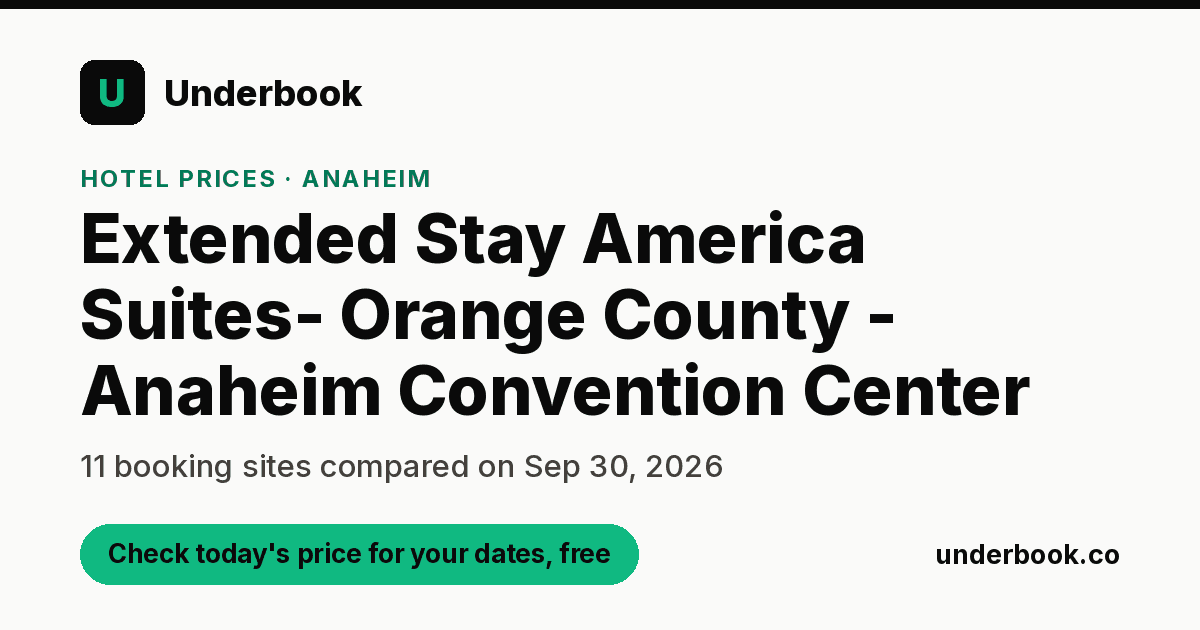 U Underbook
HOTEL PRICES · ANAHEIM
Extended Stay America
Suites- Orange County -
Anaheim Convention Center
11 booking sites compared on Sep 30, 2026
Check today's price for your dates, free
underbook.co